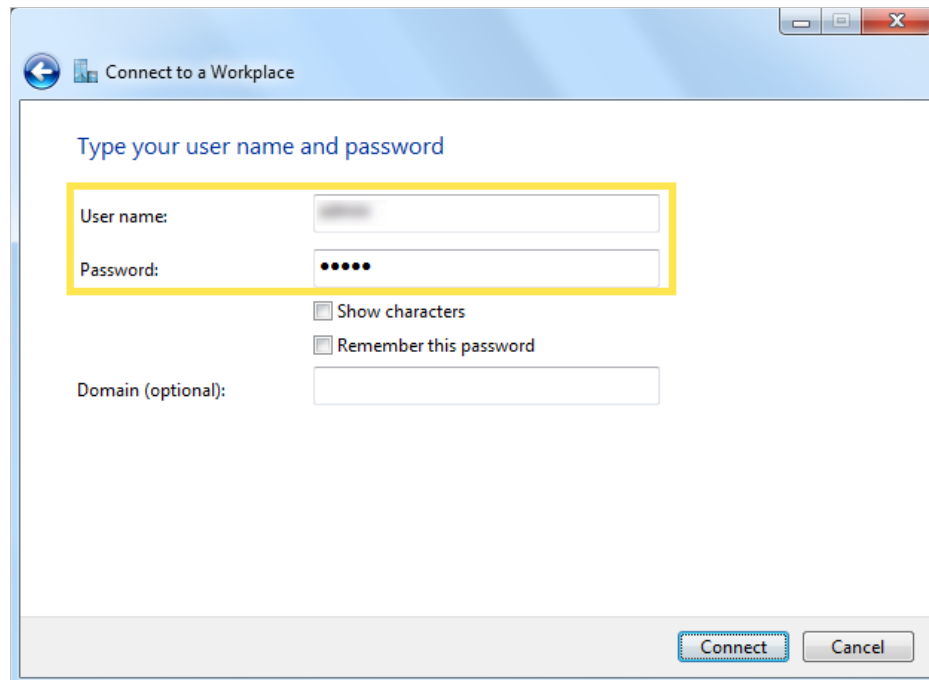 Connect to a Workplace
Type your user name and password
User name:
Password: •••••
Show characters
Remember this password
Domain (optional):
Connect Cancel